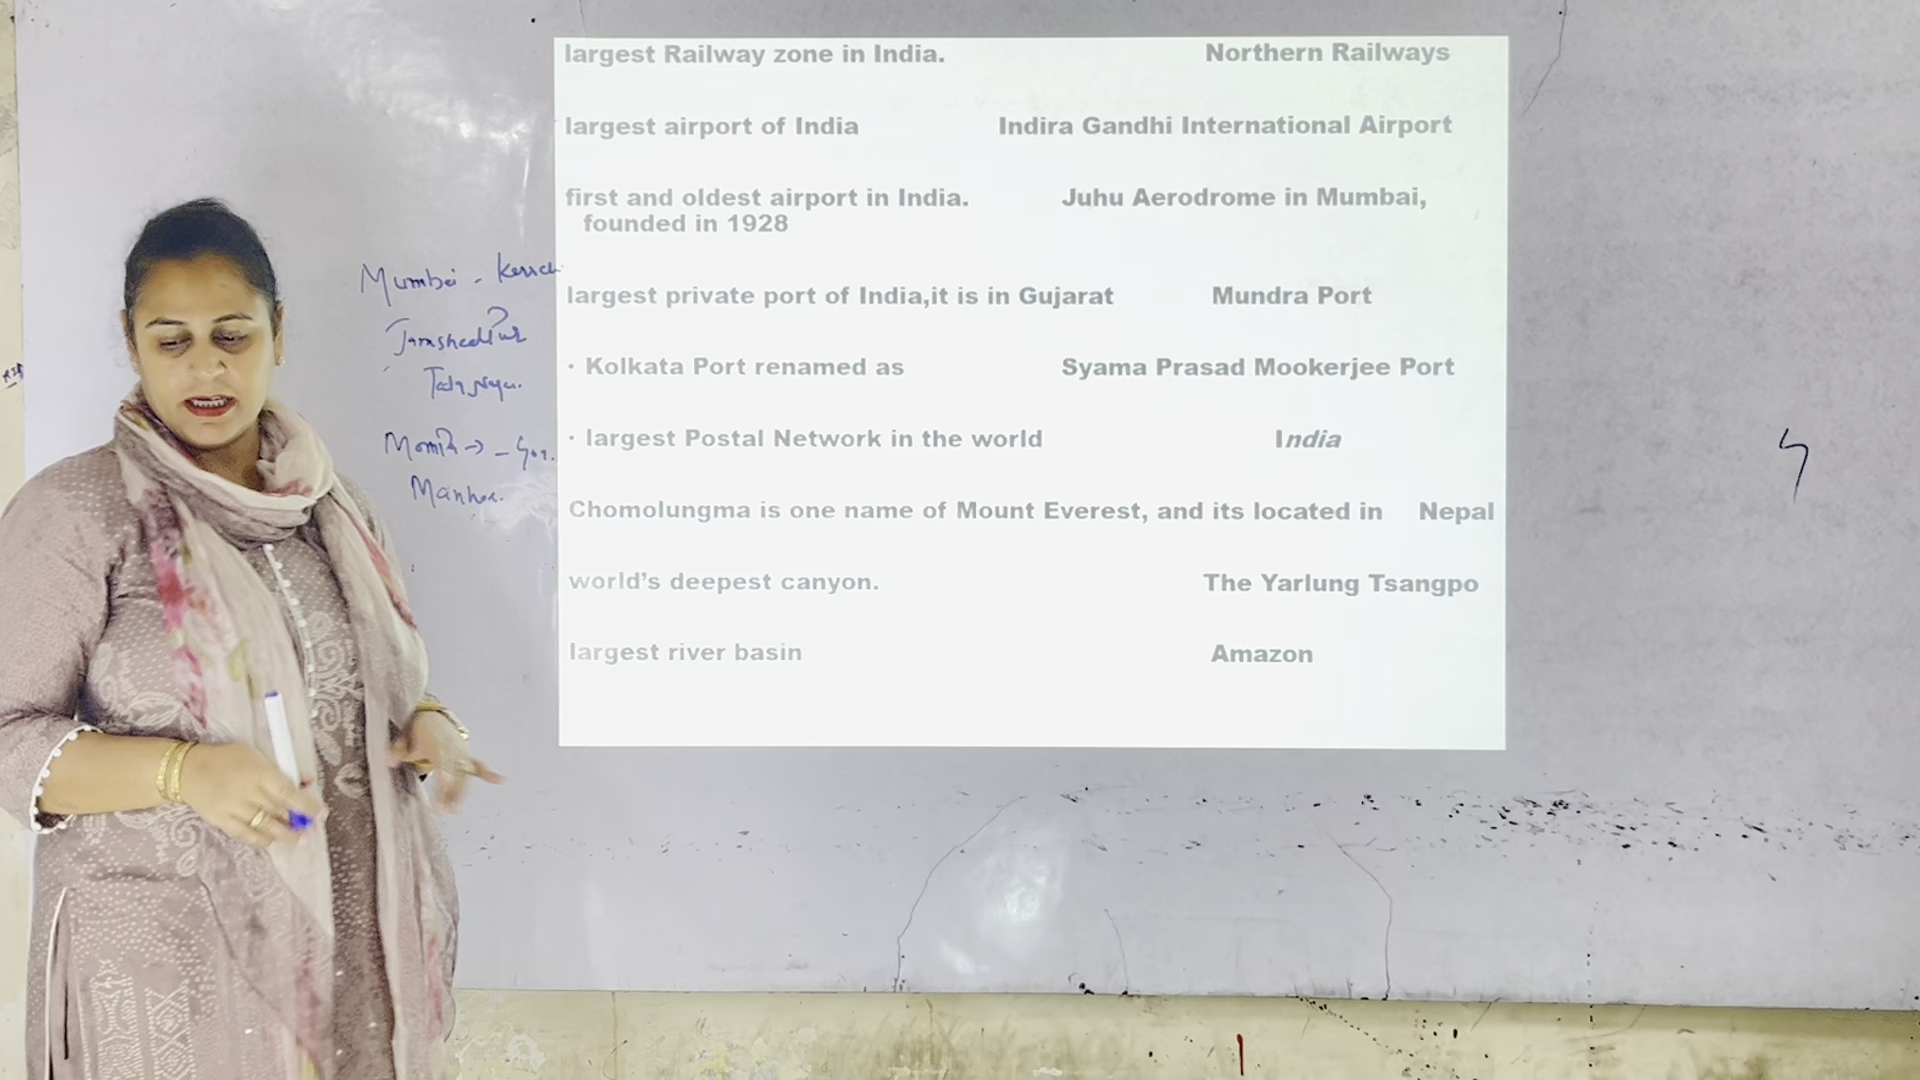 largest Railway zone in India. Northern Railways
largest airport of India Indira Gandhi International Airport
first and oldest airport in India. Juhu Aerodrome in Mumbai,
founded in 1928
largest private port of India,it is in Gujarat Mundra Port
• Kolkata Port renamed as Syama Prasad Mookerjee Port
• largest Postal Network in the world India
Chomolungma is one name of Mount Everest, and its located in Nepal
world's deepest canyon. The Yarlung Tsangpo
largest river basin Amazon
Mumbai -